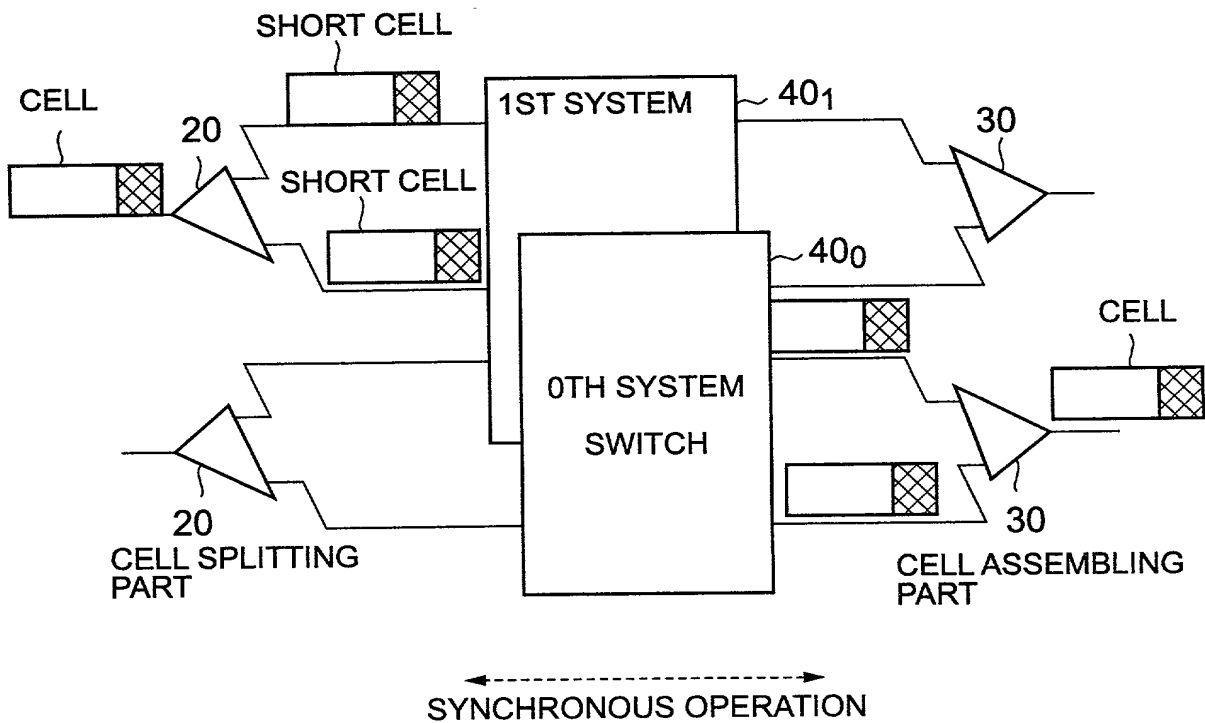 SHORT CELL
CELL
20
1ST SYSTEM
40₁
30
SHORT CELL
40₀
CELL
0TH SYSTEM
SWITCH
20
30
CELL SPLITTING
PART
CELL ASSEMBLING
PART
SYNCHRONOUS OPERATION